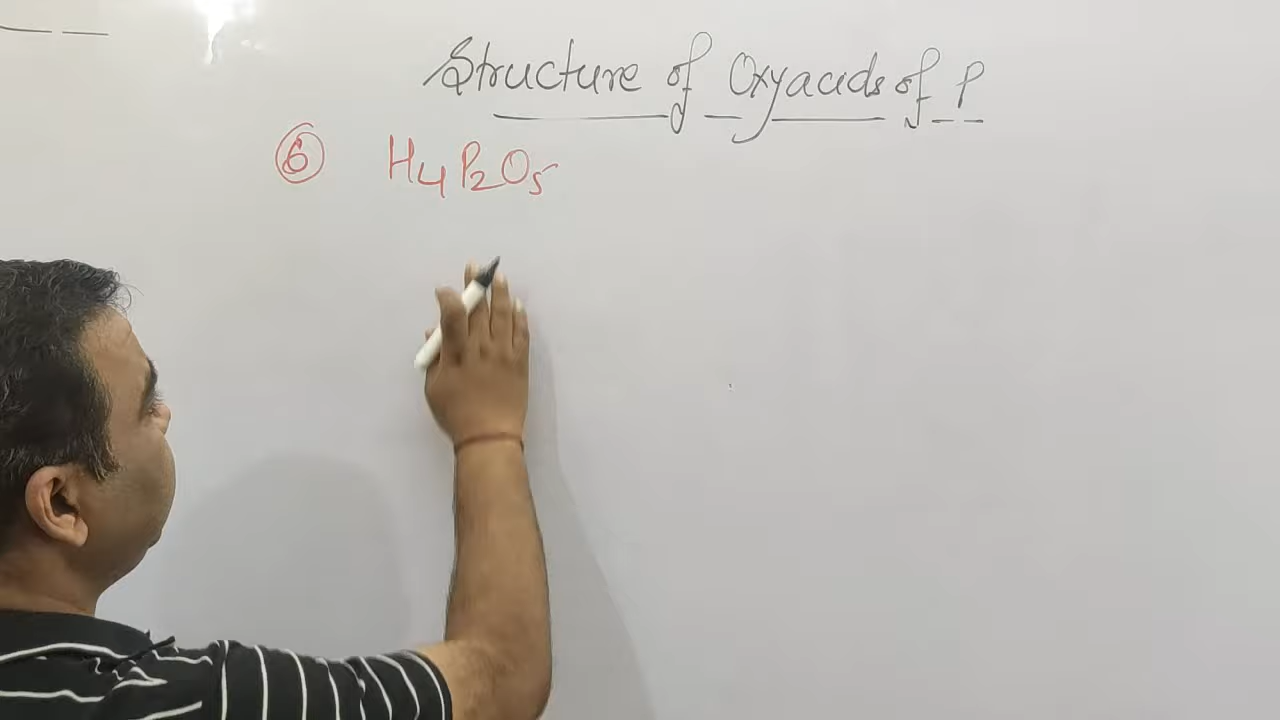 Structure of Oxyacids of P
⑥ H₄P₂O₅